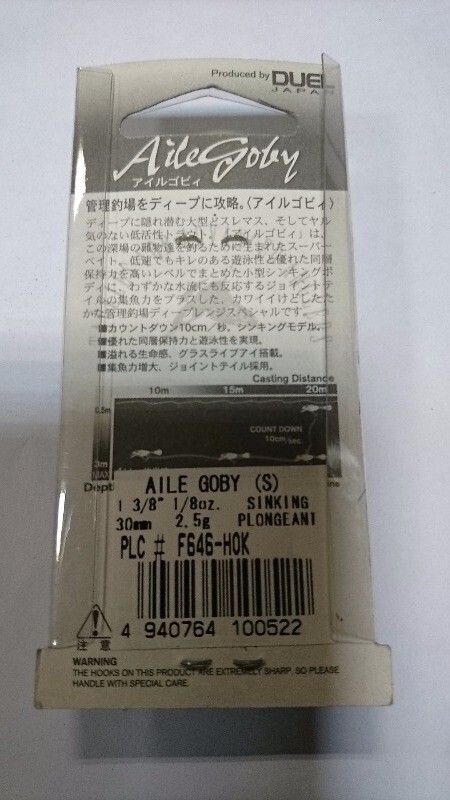 Produced by DUEL
JAPAN
AileGoby
アイルゴビィ
管理釣場をディープに攻略。〈アイルゴビィ〉
ディープに隠れ潜む大型とスレマス、そしてヤル
気のない低活性トラウト。「アイルゴビィ」は、
この深場の獲物達を釣るために生まれたスーパー
ベイト、低速でもキレのある遊泳性と優れた同層
保持力を高いレベルでまとめた小型シンキングボ
ディに、わずかな水流にも反応するジョイントテ
イルの集魚力をプラスした、カワイイけどしたた
かな管理釣場ディープレンジスペシャルです。
■カウントダウン10cm/秒。シンキングモデル。
■優れた同層保持力と遊泳性を実現。
■溢れる生命感、グラスライブアイ搭載。
■集魚力増大、ジョイントテイル採用。
Casting Distance
10m 15m 20m
0.5m
COUNT DOWN
10cm/sec.
3m
MAX
Depth
AILE GOBY (S)
1 3/8" 1/8oz. SINKING
30mm 2.5g PLONGEANT
PLC # F646-HOK
4 940764 100522
注 意
WARNING
THE HOOKS ON THIS PRODUCT ARE EXTREMELY SHARP, SO PLEASE
HANDLE WITH SPECIAL CARE.